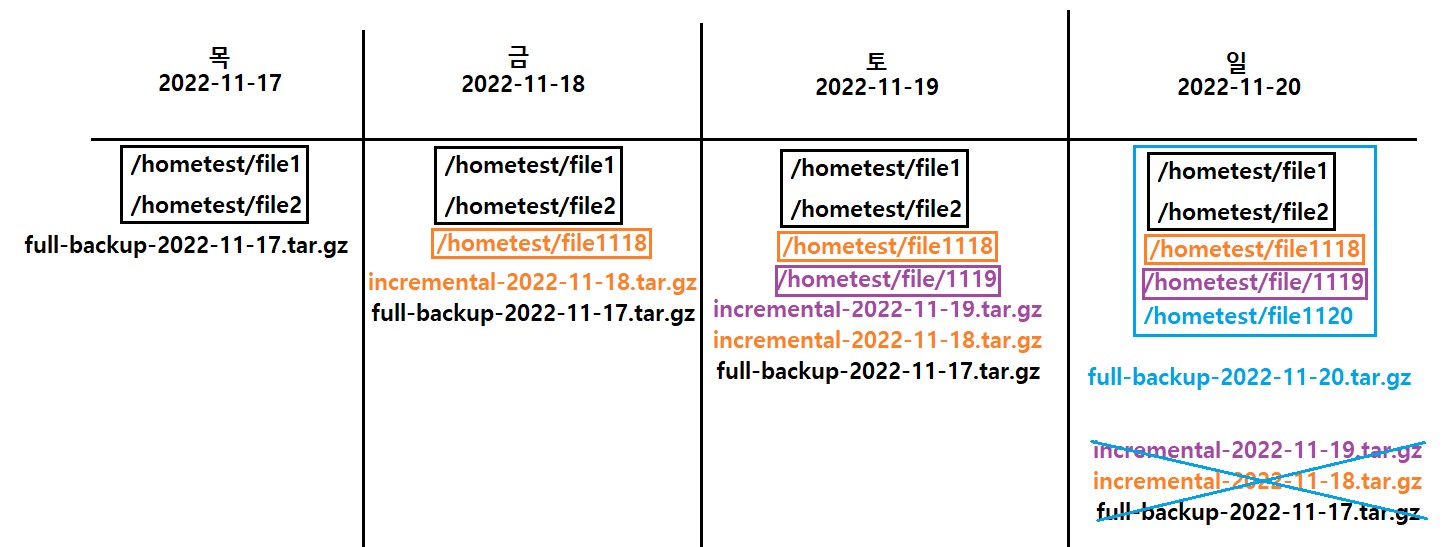 목
2022-11-17
/hometest/file1
/hometest/file2
full-backup-2022-11-17.tar.gz
금
2022-11-18
/hometest/file1
/hometest/file2
/hometest/file1118
incremental-2022-11-18.tar.gz
full-backup-2022-11-17.tar.gz
토
2022-11-19
/hometest/file1
/hometest/file2
/hometest/file1118
/hometest/file/1119
incremental-2022-11-19.tar.gz
incremental-2022-11-18.tar.gz
full-backup-2022-11-17.tar.gz
일
2022-11-20
/hometest/file1
/hometest/file2
/hometest/file1118
/hometest/file/1119
/hometest/file1120
full-backup-2022-11-20.tar.gz
incremental-2022-11-19.tar.gz
incremental-2022-11-18.tar.gz
full-backup-2022-11-17.tar.gz